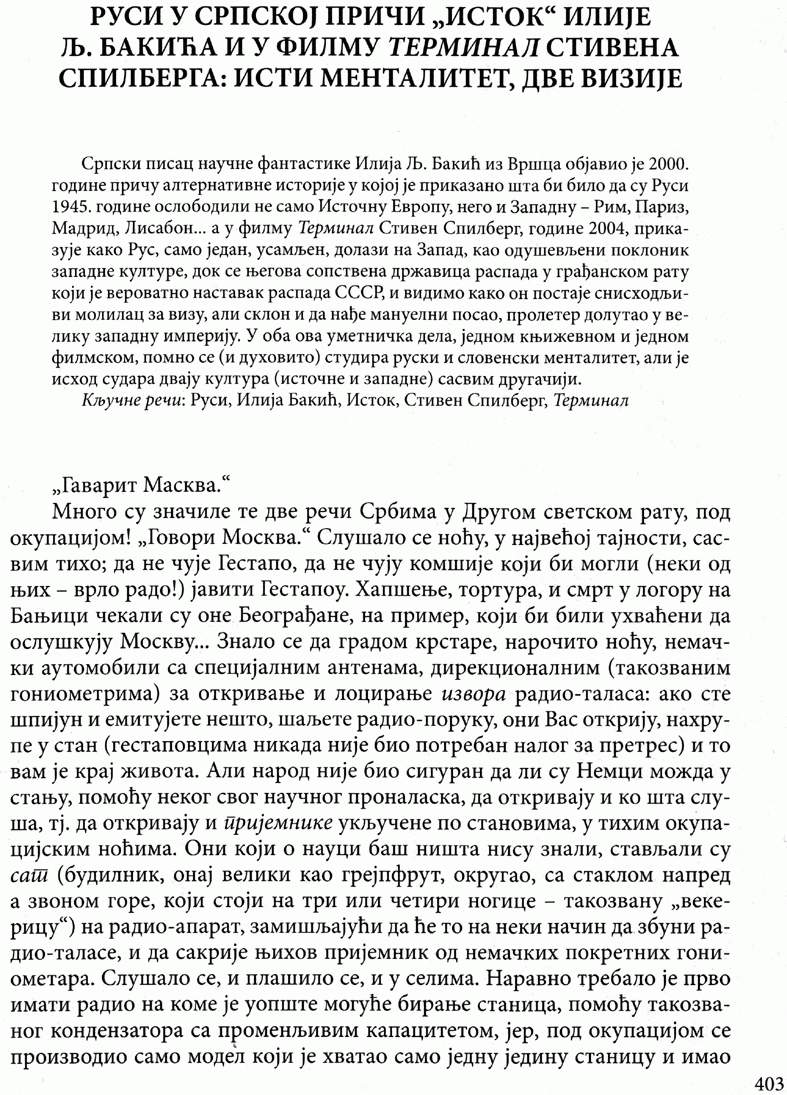 РУСИ У СРПСКОЈ ПРИЧИ „ИСТОК“ ИЛИЈЕ
Љ. БАКИЋА И У ФИЛМУ ТЕРМИНАЛ СТИВЕНА
СПИЛБЕРГА: ИСТИ МЕНТАЛИТЕТ, ДВЕ ВИЗИЈЕ
Српски писац научне фантастике Илија Љ. Бакић из Вршца објавио је 2000.
године причу алтернативне историје у којој је приказано шта би било да су Руси
1945. године ослободили не само Источну Европу, него и Западну – Рим, Париз,
Мадрид, Лисабон... а у филму Терминал Стивен Спилберг, године 2004, прика-
зује како Рус, само један, усамљен, долази на Запад, као одушевљени поклоник
западне културе, док се његова сопствена државица распада у грађанском рату
који је вероватно наставак распада СССР, и видимо како он постаје снисходљи-
ви молилац за визу, али склон и да нађе мануелни посао, пролетер долутао у ве-
лику западну империју. У оба ова уметничка дела, једном књижевном и једном
филмском, помно се (и духовито) студира руски и словенски менталитет, али је
исход судара двају култура (источне и западне) сасвим другачији.
Кључне речи: Руси, Илија Бакић, Исток, Стивен Спилберг, Терминал
„Гаварит Масква.“
Много су значиле те две речи Србима у Другом светском рату, под
окупацијом! „Говори Москва.“ Слушало се ноћу, у највећој тајности, сас-
вим тихо; да не чује Гестапо, да не чују комшије који би могли (неки од
њих – врло радо!) јавити Гестапоу. Хапшење, тортура, и смрт у логору на
Бањици чекали су оне Београђане, на пример, који би били ухваћени да
ослушкују Москву... Знало се да градом крстаре, нарочито ноћу, немач-
ки аутомобили са специјалним антенама, дирекционалним (такозваним
гониометрима) за откривање и лоцирање извора радио-таласа: ако сте
шпијун и емитујете нешто, шаљете радио-поруку, они Вас открију, нахру-
пе у стан (гестаповцима никада није био потребан налог за претрес) и то
вам је крај живота. Али народ није био сигуран да ли су Немци можда у
стању, помоћу неког свог научног проналаска, да откривају и ко шта слу-
ша, тј. да откривају и пријемнике укључене по становима, у тихим окупа-
цијским ноћима. Они који о науци баш ништа нису знали, стављали су
сат (будилник, онај велики као грејпфрут, округао, са стаклом напред
а звоном горе, који стоји на три или четири ногице – такозвану „веке-
рицу“) на радио-апарат, замишљајући да ће то на неки начин да збуни ра-
дио-таласе, и да сакрије њихов пријемник од немачких покретних гони-
ометара. Слушало се, и плашило се, и у селима. Наравно требало је прво
имати радио на коме је уопште могуће бирање станица, помоћу такозва-
ног кондензатора са променљивим капацитетом, јер, под окупацијом се
производио само модел који је хватао само једну једину станицу и имао
403